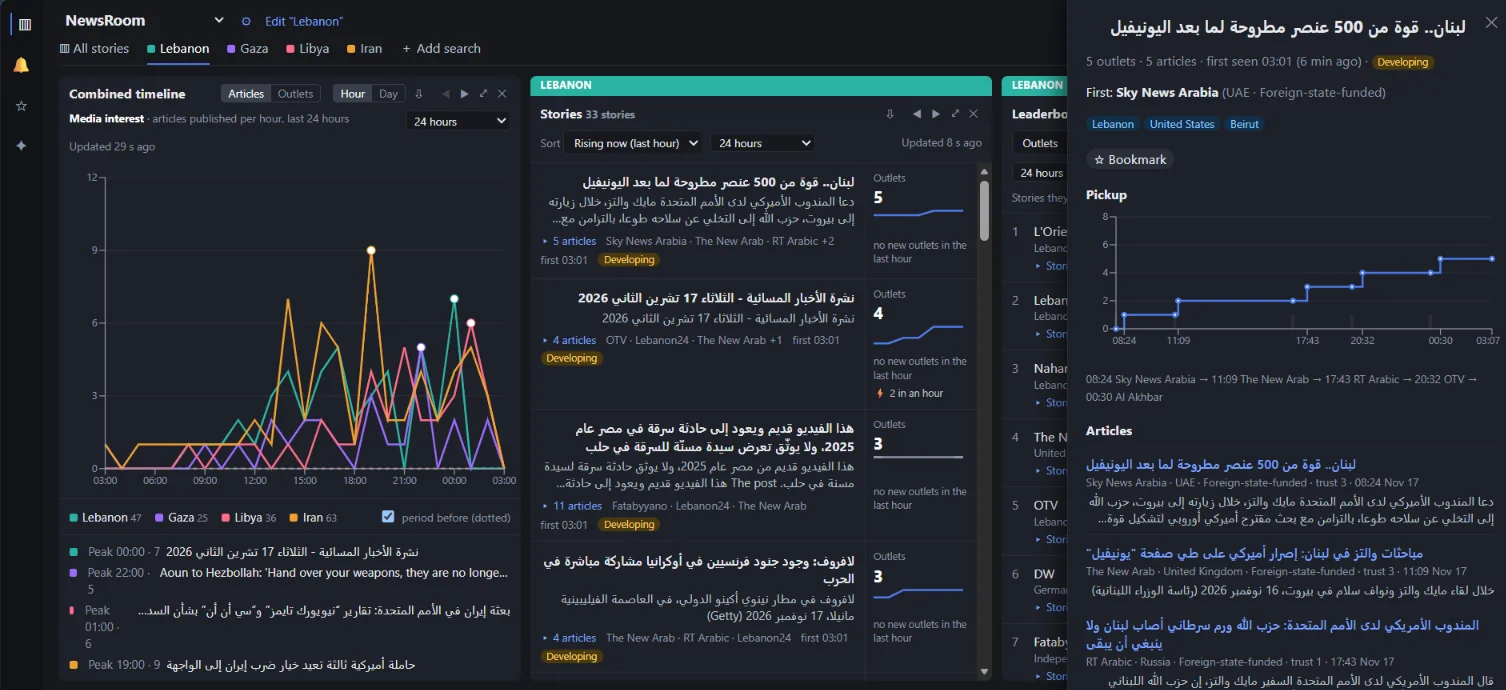 NewsRoom
Edit "Lebanon"
All stories Lebanon Gaza Libya Iran + Add search
Combined timeline Articles Outlets Hour Day
Media interest · articles published per hour, last 24 hours
24 hours
Updated 29 s ago
12
9
6
3
0
03:00 06:00 09:00 12:00 15:00 18:00 21:00 00:00 03:00
Lebanon 47 Gaza 25 Libya 36 Iran 63 period before (dotted)
Peak 00:00 · 7 نشرة الأخبار المسائية - الثلاثاء 17 تشرين الثاني 2026
Peak 22:00 · Aoun to Hezbollah: 'Hand over your weapons, they are no longe...
5
Peak بعثة إيران في الأمم المتحدة: تقارير "نيويورك تايمز" و"سي أن أن" بشأن السد...
01:00 ·
6
Peak 19:00 · 9 حاملة أميركية ثالثة تعيد خيار ضرب إيران إلى الواجهة
LEBANON
Stories 33 stories
Sort Rising now (last hour) 24 hours Updated 8 s ago
لبنان.. قوة من 500 عنصر مطروحة لما بعد اليونيفيل
دعا المندوب الأميركي لدى الأمم المتحدة مايك والتز، خلال زيارته
إلى بيروت، حزب الله إلى التخلي عن سلاحه طوعا، بالتزامن مع...
5 articles Sky News Arabia · The New Arab · RT Arabic +2
first 03:01 Developing
Outlets
5
no new outlets in the
last hour
نشرة الأخبار المسائية - الثلاثاء 17 تشرين الثاني 2026
نشرة الأخبار المسائية - الثلاثاء 17 تشرين الثاني 2026
4 articles OTV · Lebanon24 · The New Arab +1 first 03:01
Developing
Outlets
4
no new outlets in the
last hour
2 in an hour
هذا الفيديو قديم ويعود إلى حادثة سرقة في مصر عام
2025، ولا يوثّق تعرض سيدة مسنّة للسرقة في حلب
هذا الفيديو قديم من مصر عام 2025، ولا يوثق حادثة سرقة لسيدة
مسنة في حلب. The post هذا الفيديو قديم ويعود إلى حادثة...
11 articles Fatabyyano · Lebanon24 · The New Arab
first 03:01 Developing
Outlets
3
no new outlets in the
last hour
لافروف: وجود جنود فرنسيين في أوكرانيا مشاركة مباشرة في
الحرب
لافروف في مطار نينوي أكينو الدولي، في العاصمة الفيليبينية
مانيلا، 17 نوفمبر 2026 (Getty)
4 articles The New Arab · RT Arabic · Lebanon24 first 03:01
Developing
Outlets
3
no new outlets in the
last hour
LEBANON
Leaderbo
Outlets
24 hours
Stories they
1 L'Orie
Lebanc
Stor
2 Leban
Lebanc
Stor
3 Nahar
Lebanc
Stor
4 The N
United
Stor
5 OTV
Lebanc
Stor
6 DW
Germa
Stor
7 Fataby
Indepe
Stor
لبنان.. قوة من 500 عنصر مطروحة لما بعد اليونيفيل
5 outlets · 5 articles · first seen 03:01 (6 min ago) · Developing
First: Sky News Arabia (UAE · Foreign-state-funded)
Lebanon United States Beirut
Bookmark
Pickup
8
6
4
2
0
08:24 11:09 17:43 20:32 00:30 03:07
08:24 Sky News Arabia → 11:09 The New Arab → 17:43 RT Arabic → 20:32 OTV →
00:30 Al Akhbar
Articles
لبنان.. قوة من 500 عنصر مطروحة لما بعد اليونيفيل
Sky News Arabia · UAE · Foreign-state-funded · trust 3 · 08:24 Nov 17
دعا المندوب الأميركي لدى الأمم المتحدة مايك والتز، خلال زيارته إلى بيروت، حزب الله
إلى التخلي عن سلاحه طوعا، بالتزامن مع بحث مقترح أميركي أوروبي لتشكيل قوة...
مباحثات والتز في لبنان: إصرار أميركي على طي صفحة "يونيفيل"
The New Arab · United Kingdom · Foreign-state-funded · trust 3 · 11:09 Nov 17
خلال لقاء مايك والتز ونواف سلام في بيروت، 16 نوفمبر 2026 (رئاسة الوزراء اللبنانية)
المندوب الأمريكي لدى الأمم المتحدة: حزب الله ورم سرطاني أصاب لبنان ولا
ينبغي أن يبقى
RT Arabic · Russia · Foreign-state-funded · trust 1 · 17:43 Nov 17
قال المندوب الأمريكي لدى الأمم المتحدة السفير مايك والتز، إن حزب الله اللبناني